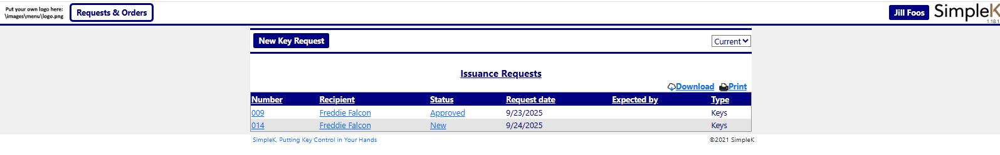 Put your own logo here:
\images\menu\logo.png
Requests & Orders
Jill Foos
SimpleK
1.18.1
New Key Request
Current
Issuance Requests
Download Print
Number Recipient Status Request date Expected by Type
009 Freddie Falcon Approved 9/23/2025 Keys
014 Freddie Falcon New 9/24/2025 Keys
SimpleK, Putting Key Control in Your Hands ©2021 SimpleK